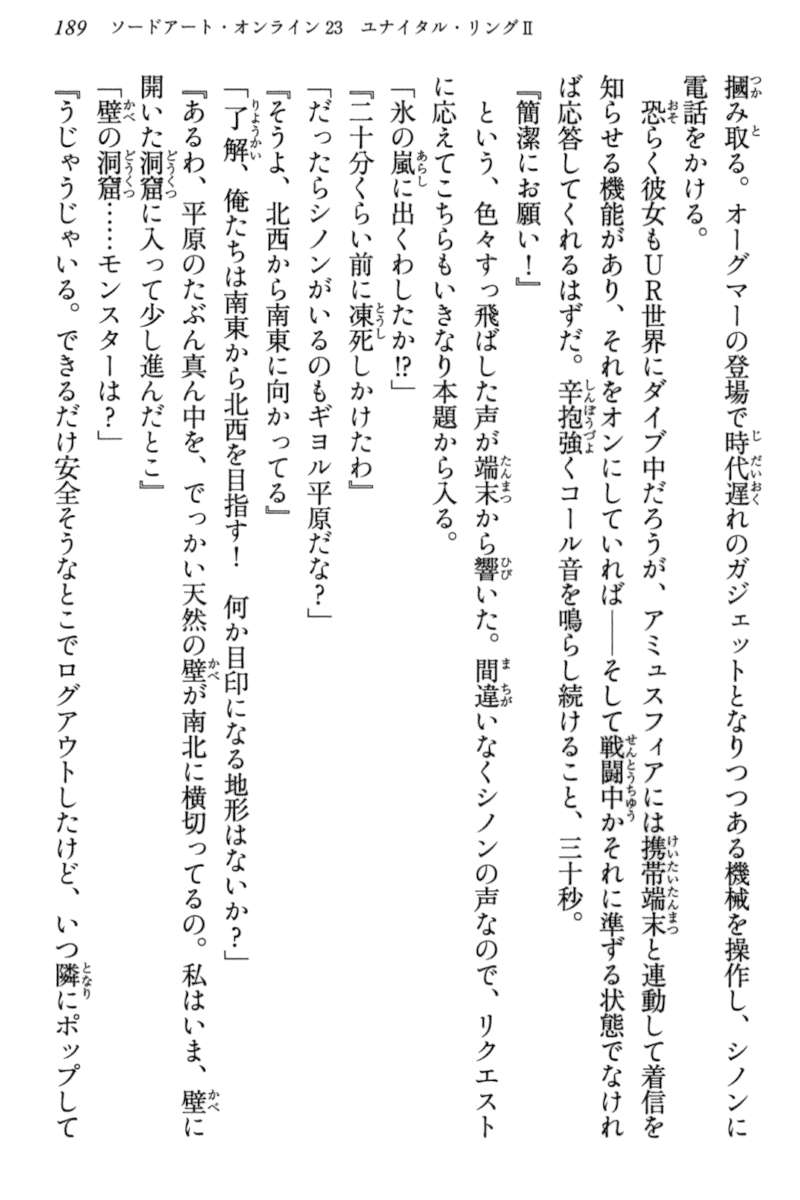 189　ソードアート・オンライン23　ユナイタル・リングⅡ
摑み取る。オーグマーの登場で時代遅れのガジェットとなりつつある機械を操作し、シノンに
電話をかける。
　恐らく彼女もＵＲ世界にダイブ中だろうが、アミュスフィアには携帯端末と連動して着信を
知らせる機能があり、それをオンにしていれば――そして戦闘中かそれに準ずる状態でなけれ
ば応答してくれるはずだ。辛抱強くコール音を鳴らし続けること、三十秒。
『簡潔にお願い！』
　という、色々すっ飛ばした声が端末から響いた。間違いなくシノンの声なので、リクエスト
に応えてこちらもいきなり本題から入る。
「氷の嵐に出くわしたか!?」
『二十分くらい前に凍死しかけたわ』
「だったらシノンがいるのもギヨル平原だな？」
『そうよ、北西から南東に向かってる』
「了解、俺たちは南東から北西を目指す！　何か目印になる地形はないか？」
『あるわ、平原のたぶん真ん中を、でっかい天然の壁が南北に横切ってるの。私はいま、壁に
開いた洞窟に入って少し進んだとこ』
「壁の洞窟……モンスターは？」
『うじゃうじゃいる。できるだけ安全そうなとこでログアウトしたけど、いつ隣にポップして